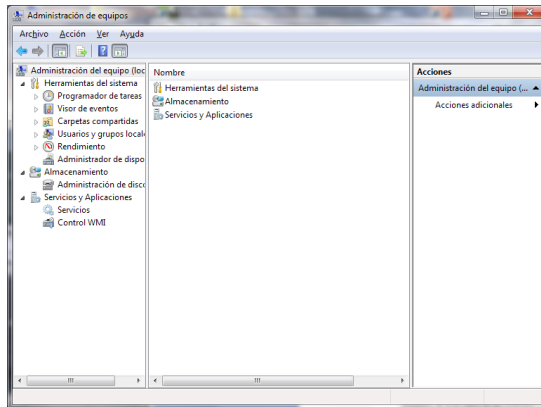 Administración de equipos
Archivo Acción Ver Ayuda
Administración del equipo (loc
Herramientas del sistema
Programador de tareas
Visor de eventos
Carpetas compartidas
Usuarios y grupos local
Rendimiento
Administrador de dispo
Almacenamiento
Administración de disc
Servicios y Aplicaciones
Servicios
Control WMI
Nombre
Herramientas del sistema
Almacenamiento
Servicios y Aplicaciones
Acciones
Administración del equipo (...
Acciones adicionales